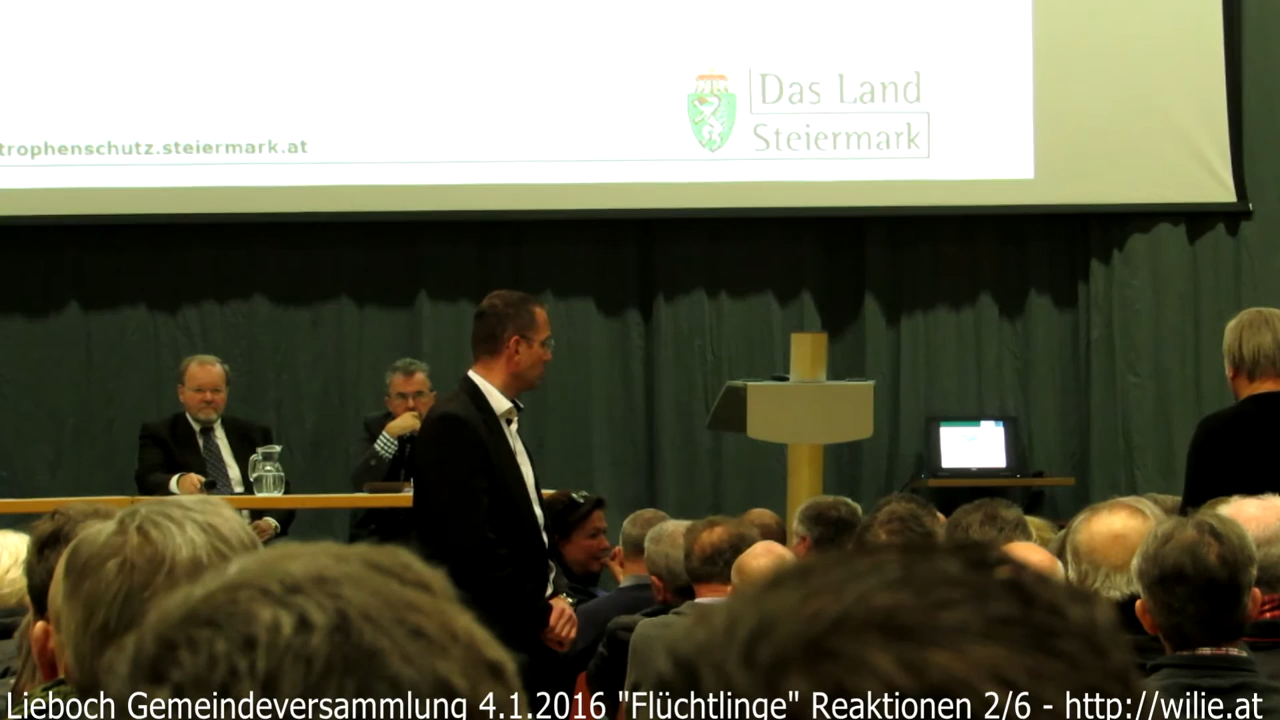 Das Land
Steiermark
trophenschutz.steiermark.at
Lieboch Gemeindeversammlung 4.1.2016 "Flüchtlinge" Reaktionen 2/6 - http://wilie.at